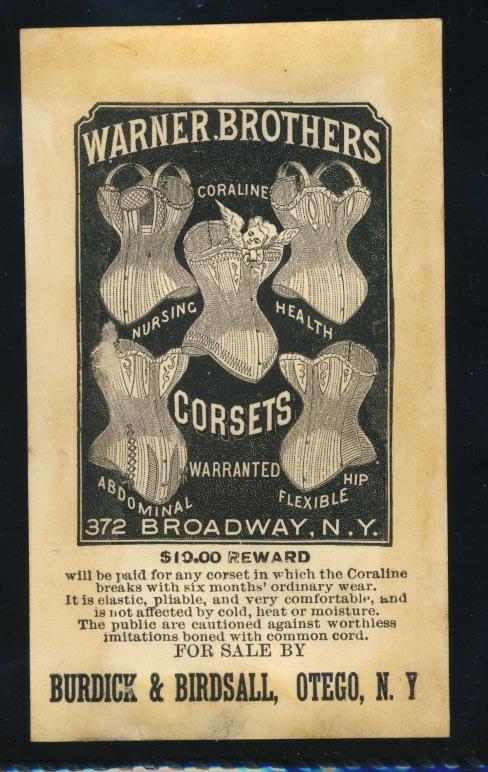 WARNER BROTHERS
CORALINE
NURSING
HEALTH
CORSETS
WARRANTED
ABDOMINAL
FLEXIBLE HIP
372 BROADWAY, N.Y.
$10.00 REWARD
will be paid for any corset in which the Coraline
breaks with six months' ordinary wear.
It is elastic, pliable, and very comfortable, and
is not affected by cold, heat or moisture.
The public are cautioned against worthless
imitations boned with common cord.
FOR SALE BY
BURDICK & BIRDSALL, OTEGO, N. Y